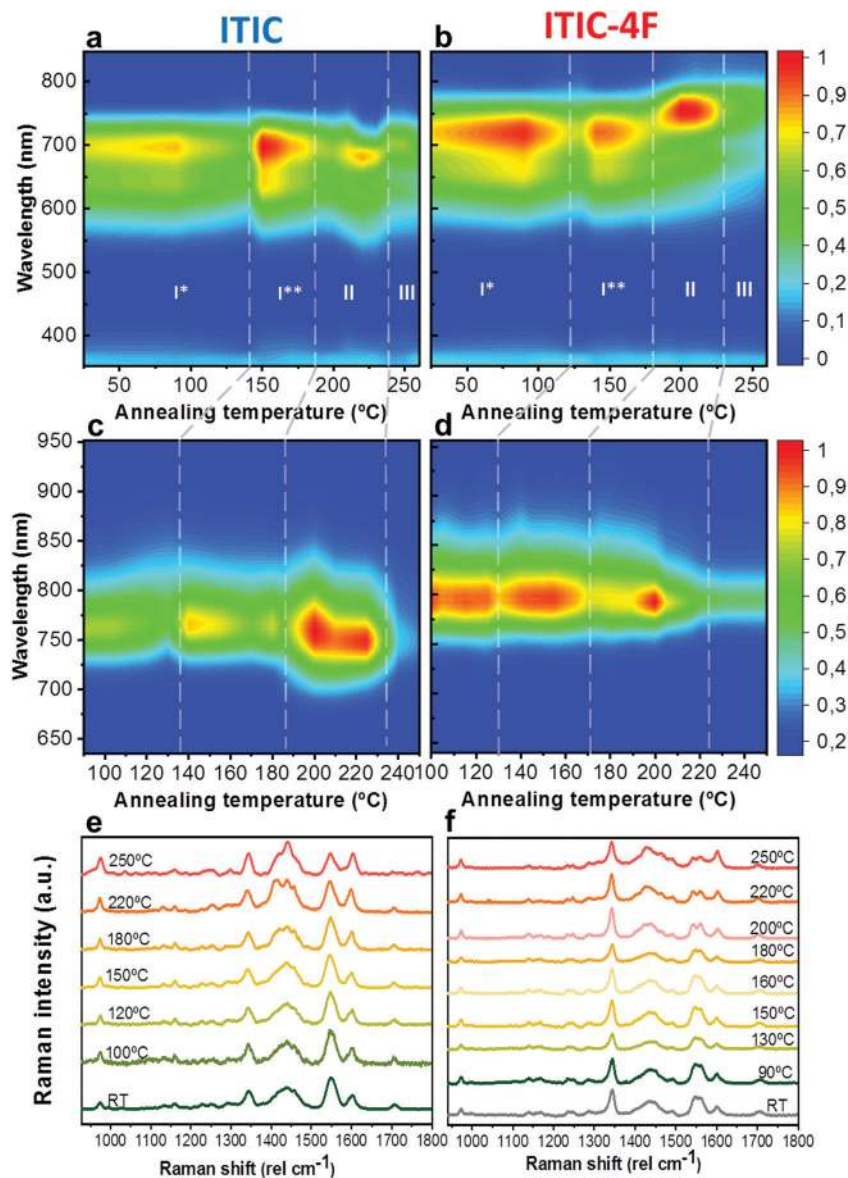 ITIC
ITIC-4F
a
b
Wavelength (nm)
800
700
600
500
400
I*
I**
II
III
I*
I**
II
III
1
0,9
0,8
0,7
0,6
0,5
0,4
0,2
0,1
0
50
100
150
200
250
50
100
150
200
250
Annealing temperature (ºC)
Annealing temperature (ºC)
c
d
Wavelength (nm)
950
900
850
800
750
700
650
1
0,9
0,8
0,7
0,6
0,5
0,4
0,3
0,2
100
120
140
160
180
200
220
240
100
120
140
160
180
200
220
240
Annealing temperature (ºC)
Annealing temperature (ºC)
e
f
Raman intensity (a.u.)
250ºC
220ºC
180ºC
150ºC
120ºC
100ºC
RT
250ºC
220ºC
200ºC
180ºC
160ºC
150ºC
130ºC
90ºC
RT
1000 1100 1200 1300 1400 1500 1600 1700 1800
1000 1100 1200 1300 1400 1500 1600 1700 1800
Raman shift (rel cm-1)
Raman shift (rel cm-1)